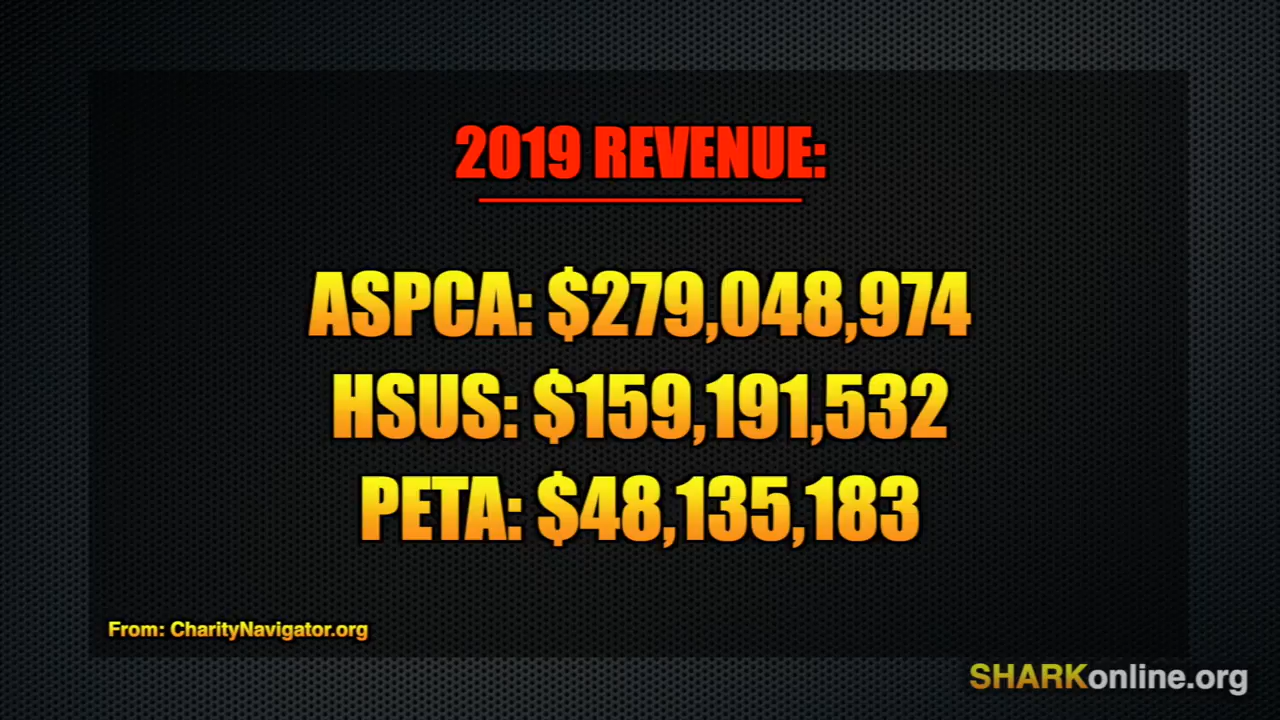 2019 REVENUE:
ASPCA: $279,048,974
HSUS: $159,191,532
PETA: $48,135,183
From: CharityNavigator.org
SHARKonline.org